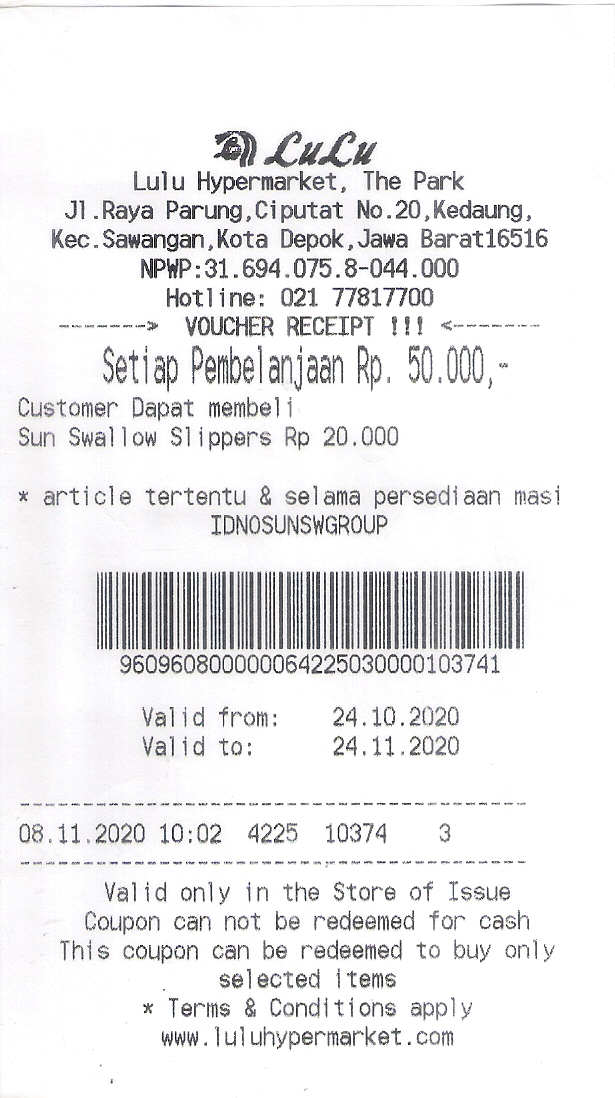 LuLu
Lulu Hypermarket, The Park
Jl.Raya Parung,Ciputat No.20,Kedaung,
Kec.Sawangan,Kota Depok,Jawa Barat16516
NPWP:31.694.075.8-044.000
Hotline: 021 77817700
-------> VOUCHER RECEIPT !!! <-------
Setiap Pembelanjaan Rp. 50.000,-
Customer Dapat membeli
Sun Swallow Slippers Rp 20.000
* article tertentu & selama persediaan masi
IDNOSUNSWGROUP
960960800000064225030000103741
Valid from: 24.10.2020
Valid to: 24.11.2020
08.11.2020 10:02 4225 10374 3
Valid only in the Store of Issue
Coupon can not be redeemed for cash
This coupon can be redeemed to buy only
selected items
* Terms & Conditions apply
www.luluhypermarket.com